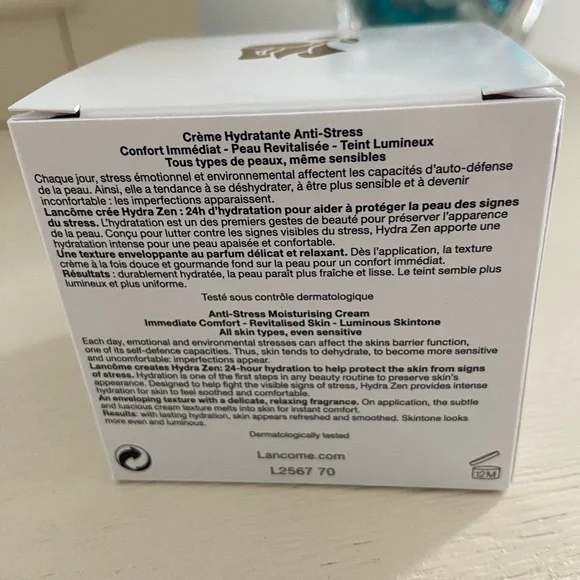 Crème Hydratante Anti-Stress
Confort Immédiat - Peau Revitalisée - Teint Lumineux
Tous types de peaux, même sensibles
Chaque jour, stress émotionnel et environnemental affectent les capacités d'auto-défense
de la peau. Ainsi, elle a tendance à se déshydrater, à être plus sensible et à devenir
inconfortable : les imperfections apparaissent.
Lancôme crée Hydra Zen : 24h d'hydratation pour aider à protéger la peau des signes
du stress. L'hydratation est un des premiers gestes de beauté pour préserver l'apparence
de la peau. Conçu pour lutter contre les signes visibles du stress, Hydra Zen apporte une
hydratation intense pour une peau apaisée et confortable.
Une texture enveloppante au parfum délicat et relaxant. Dès l'application, la texture
crème à la fois douce et gourmande fond sur la peau pour un confort immédiat.
Résultats : durablement hydratée, la peau paraît plus fraîche et lisse. Le teint semble plus
lumineux et plus uniforme.
Testé sous contrôle dermatologique
Anti-Stress Moisturising Cream
Immediate Comfort - Revitalised Skin - Luminous Skintone
All skin types, even sensitive
Each day, emotional and environmental stresses can affect the skins barrier function,
one of its self-defence capacities. Thus, skin tends to dehydrate, to become more sensitive
and uncomfortable: imperfections appear.
Lancôme creates Hydra Zen: 24-hour hydration to help protect the skin from signs
of stress. Hydration is one of the first steps in any beauty routine to preserve skin's
appearance. Designed to help fight the visible signs of stress, Hydra Zen provides intense
hydration for skin to feel soothed and comfortable.
An enveloping texture with a delicate, relaxing fragrance. On application, the subtle
and luscious cream texture melts into skin for instant comfort.
Results: with lasting hydration, skin appears refreshed and smoothed. Skintone looks
more even and luminous.
Dermatologically tested
Lancome.com
L2567 70
12M